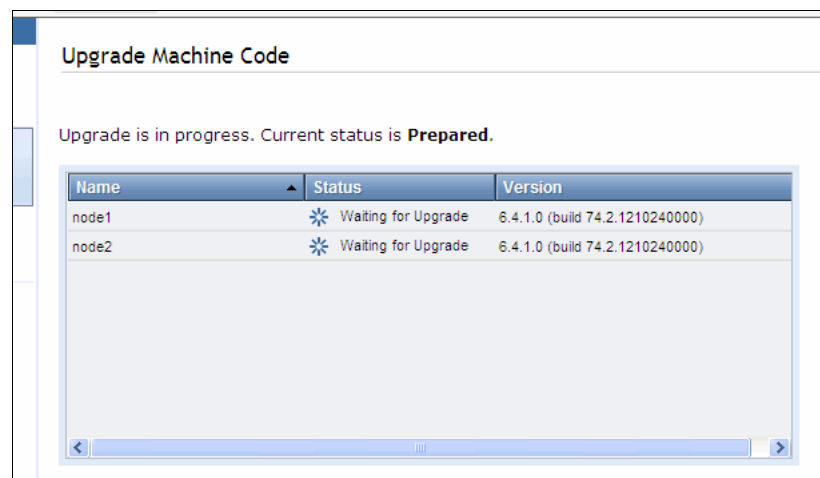 Upgrade Machine Code
Upgrade is in progress. Current status is Prepared.
Name Status Version
node1 Waiting for Upgrade 6.4.1.0 (build 74.2.1210240000)
node2 Waiting for Upgrade 6.4.1.0 (build 74.2.1210240000)